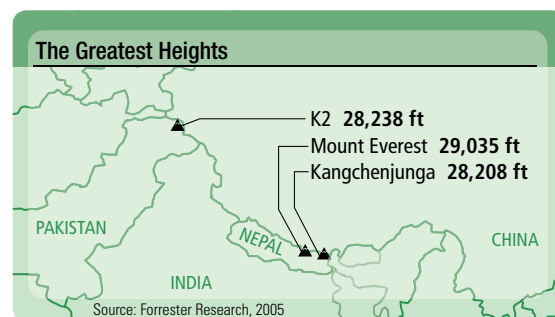 The Greatest Heights
K2 28,238 ft
Mount Everest 29,035 ft
Kangchenjunga 28,208 ft
PAKISTAN
NEPAL
CHINA
INDIA
Source: Forrester Research, 2005